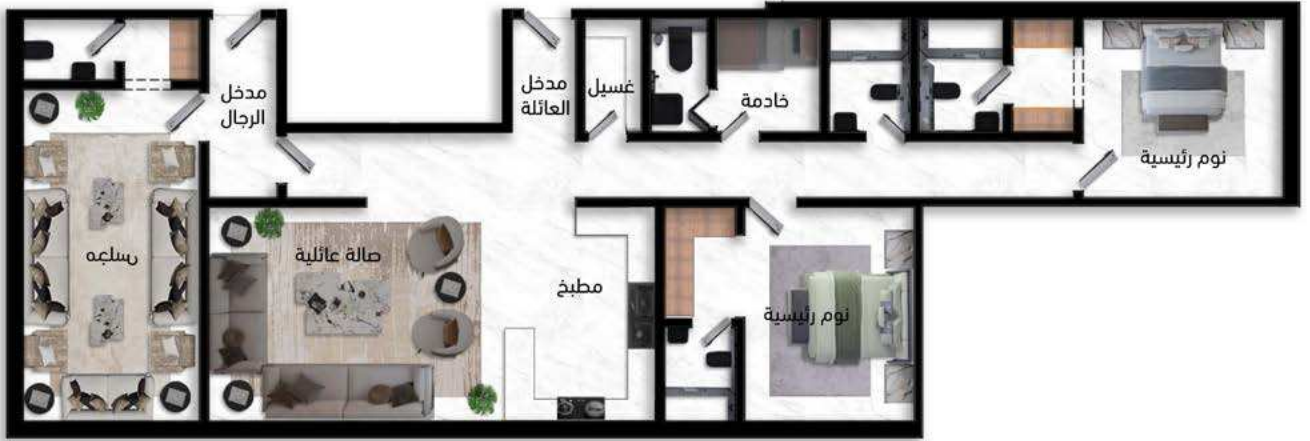 مدخل
الرجال
مدخل
العائلة
غسيل
خادمة
نوم رئيسية
مجلس
صالة عائلية
مطبخ
نوم رئيسية